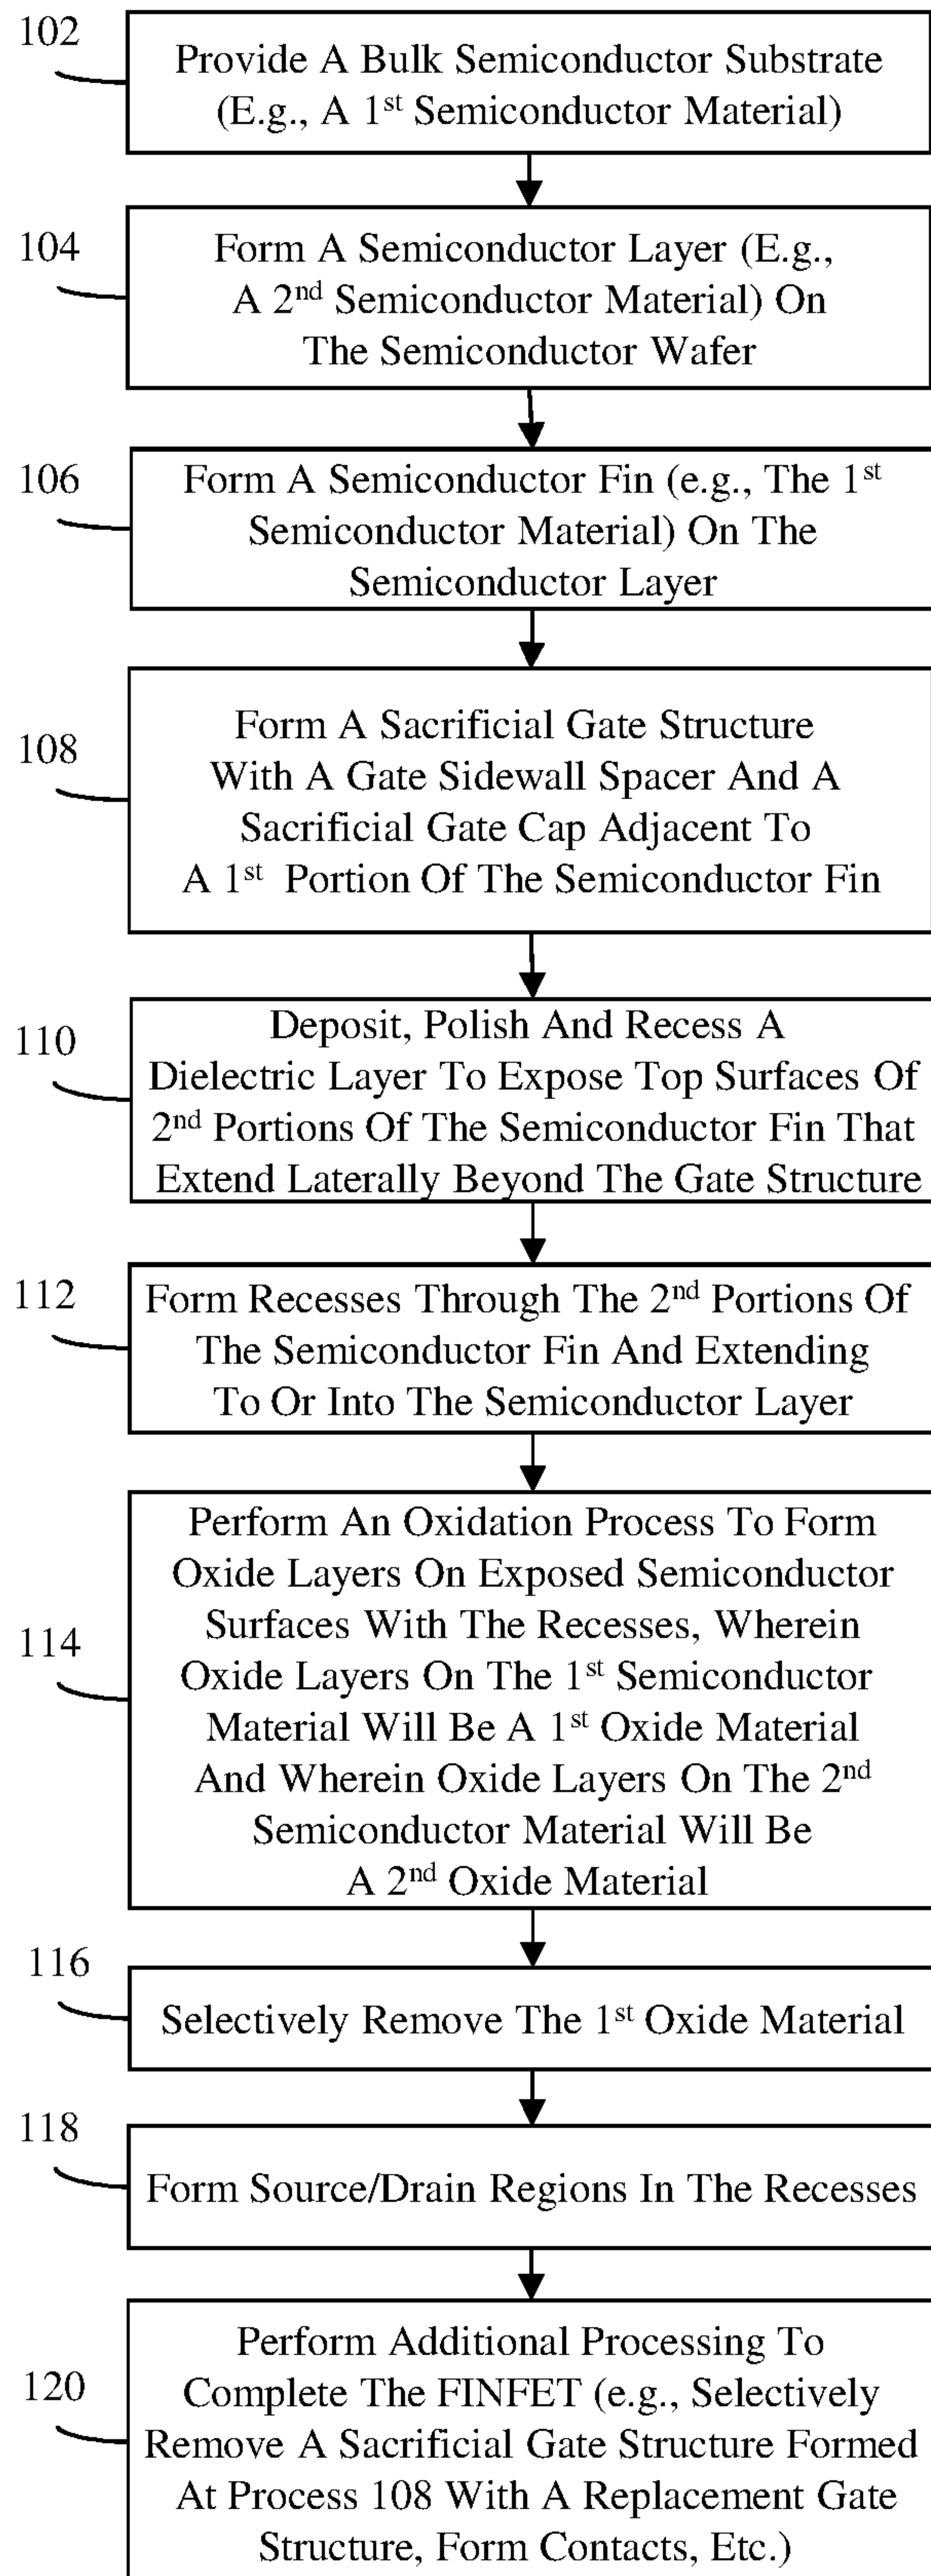 102
Provide A Bulk Semiconductor Substrate
(E.g., A 1st Semiconductor Material)
104
Form A Semiconductor Layer (E.g.,
A 2nd Semiconductor Material) On
The Semiconductor Wafer
106
Form A Semiconductor Fin (e.g., The 1st
Semiconductor Material) On The
Semiconductor Layer
108
Form A Sacrificial Gate Structure
With A Gate Sidewall Spacer And A
Sacrificial Gate Cap Adjacent To
A 1st Portion Of The Semiconductor Fin
110
Deposit, Polish And Recess A
Dielectric Layer To Expose Top Surfaces Of
2nd Portions Of The Semiconductor Fin That
Extend Laterally Beyond The Gate Structure
112
Form Recesses Through The 2nd Portions Of
The Semiconductor Fin And Extending
To Or Into The Semiconductor Layer
114
Perform An Oxidation Process To Form
Oxide Layers On Exposed Semiconductor
Surfaces With The Recesses, Wherein
Oxide Layers On The 1st Semiconductor
Material Will Be A 1st Oxide Material
And Wherein Oxide Layers On The 2nd
Semiconductor Material Will Be
A 2nd Oxide Material
116
Selectively Remove The 1st Oxide Material
118
Form Source/Drain Regions In The Recesses
120
Perform Additional Processing To
Complete The FINFET (e.g., Selectively
Remove A Sacrificial Gate Structure Formed
At Process 108 With A Replacement Gate
Structure, Form Contacts, Etc.)